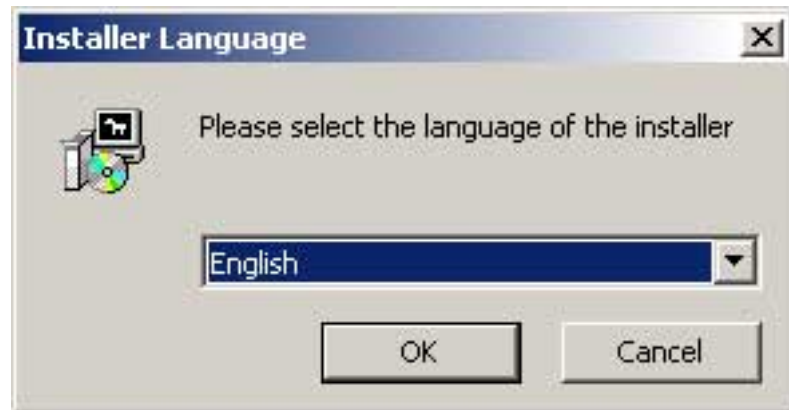 Installer Language
Please select the language of the installer
English
OK
Cancel